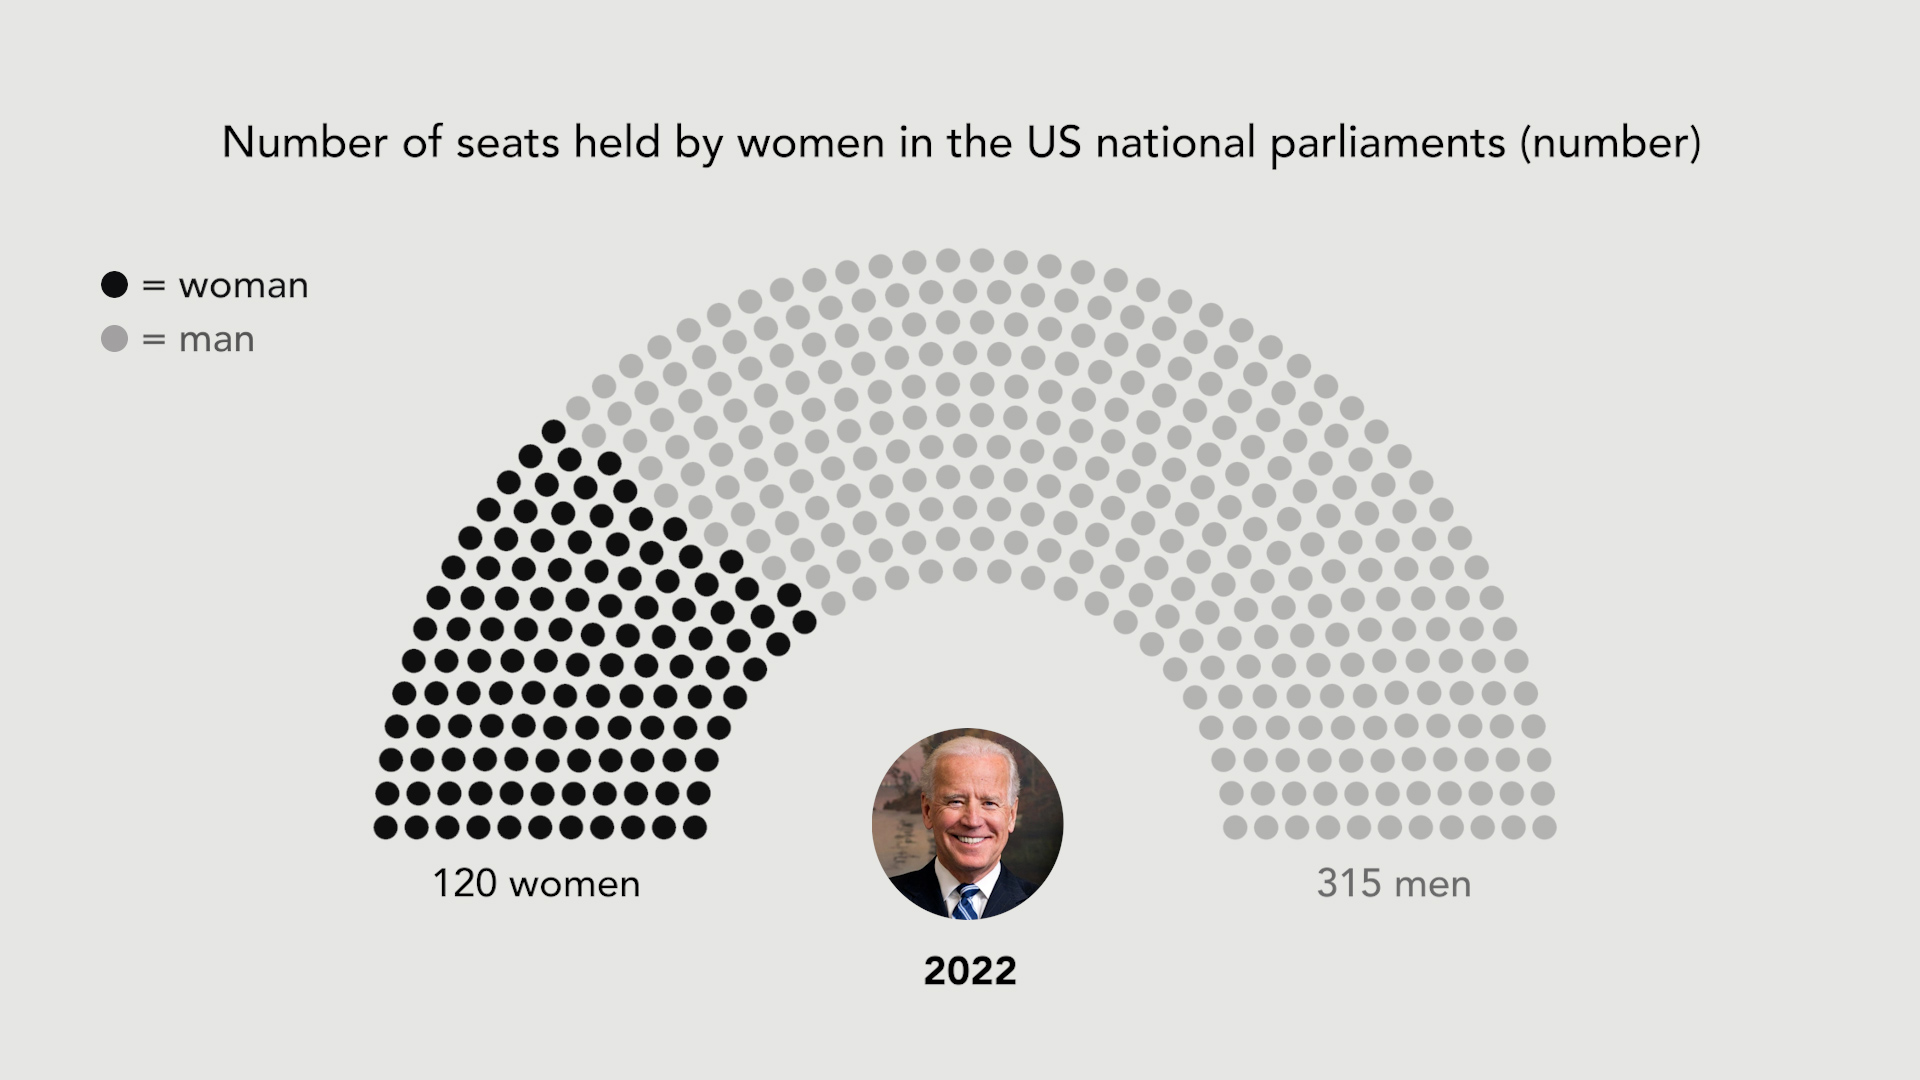 Number of seats held by women in the US national parliaments (number)
= woman
= man
120 women
315 men
2022